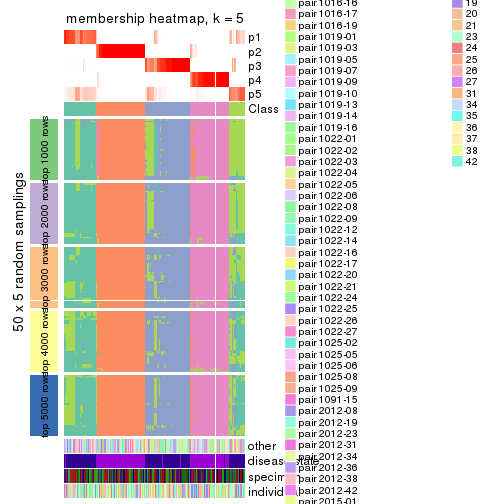 membership heatmap, k = 5
p1
p2
p3
p4
p5
Class
50 x 5 random samplings
top 1000 rows
top 2000 rows
top 3000 rows
top 4000 rows
top 5000 rows
other
disease.state
specim
individ
pair1016-16
pair1016-17
pair1016-19
pair1019-01
pair1019-03
pair1019-05
pair1019-07
pair1019-09
pair1019-10
pair1019-13
pair1019-14
pair1019-16
pair1022-01
pair1022-02
pair1022-03
pair1022-04
pair1022-05
pair1022-06
pair1022-08
pair1022-09
pair1022-12
pair1022-14
pair1022-16
pair1022-17
pair1022-20
pair1022-21
pair1022-24
pair1022-25
pair1022-26
pair1022-27
pair1025-02
pair1025-05
pair1025-06
pair1025-08
pair1025-09
pair1091-15
pair2012-08
pair2012-19
pair2012-23
pair2012-31
pair2012-34
pair2012-36
pair2012-38
pair2012-42
pair2015-01
19
20
21
23
24
25
26
27
31
34
35
36
37
38
42